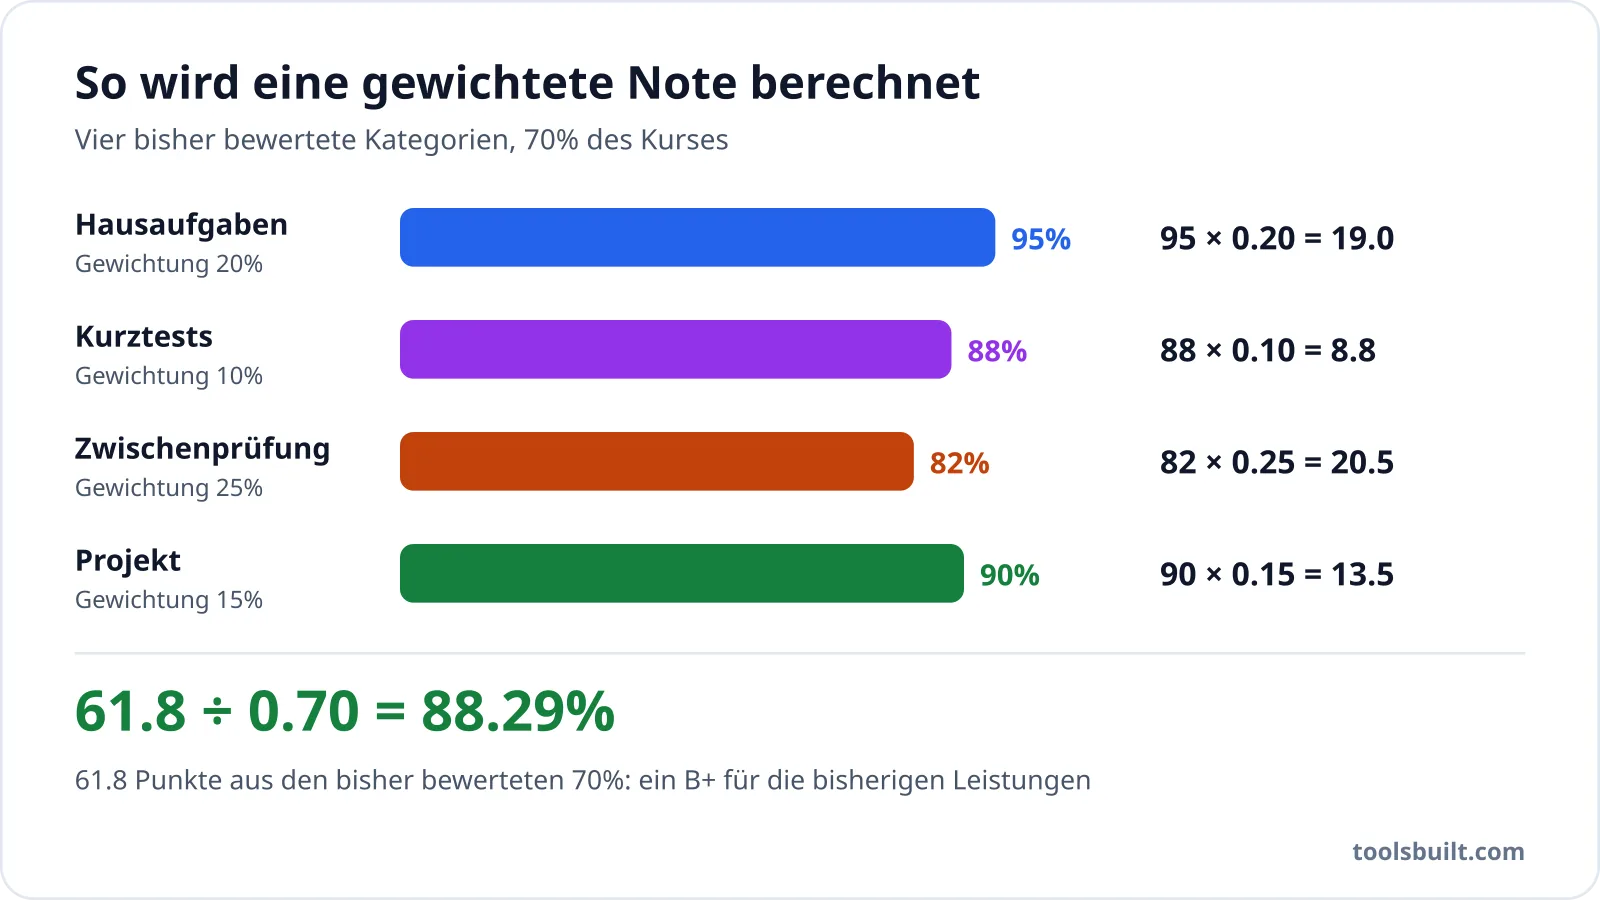 So wird eine gewichtete Note berechnet
Vier bisher bewertete Kategorien, 70% des Kurses
Hausaufgaben
Gewichtung 20%
95%
95 × 0.20 = 19.0
Kurztests
Gewichtung 10%
88%
88 × 0.10 = 8.8
Zwischenprüfung
Gewichtung 25%
82%
82 × 0.25 = 20.5
Projekt
Gewichtung 15%
90%
90 × 0.15 = 13.5
61.8 ÷ 0.70 = 88.29%
61.8 Punkte aus den bisher bewerteten 70%: ein B+ für die bisherigen Leistungen
toolsbuilt.com